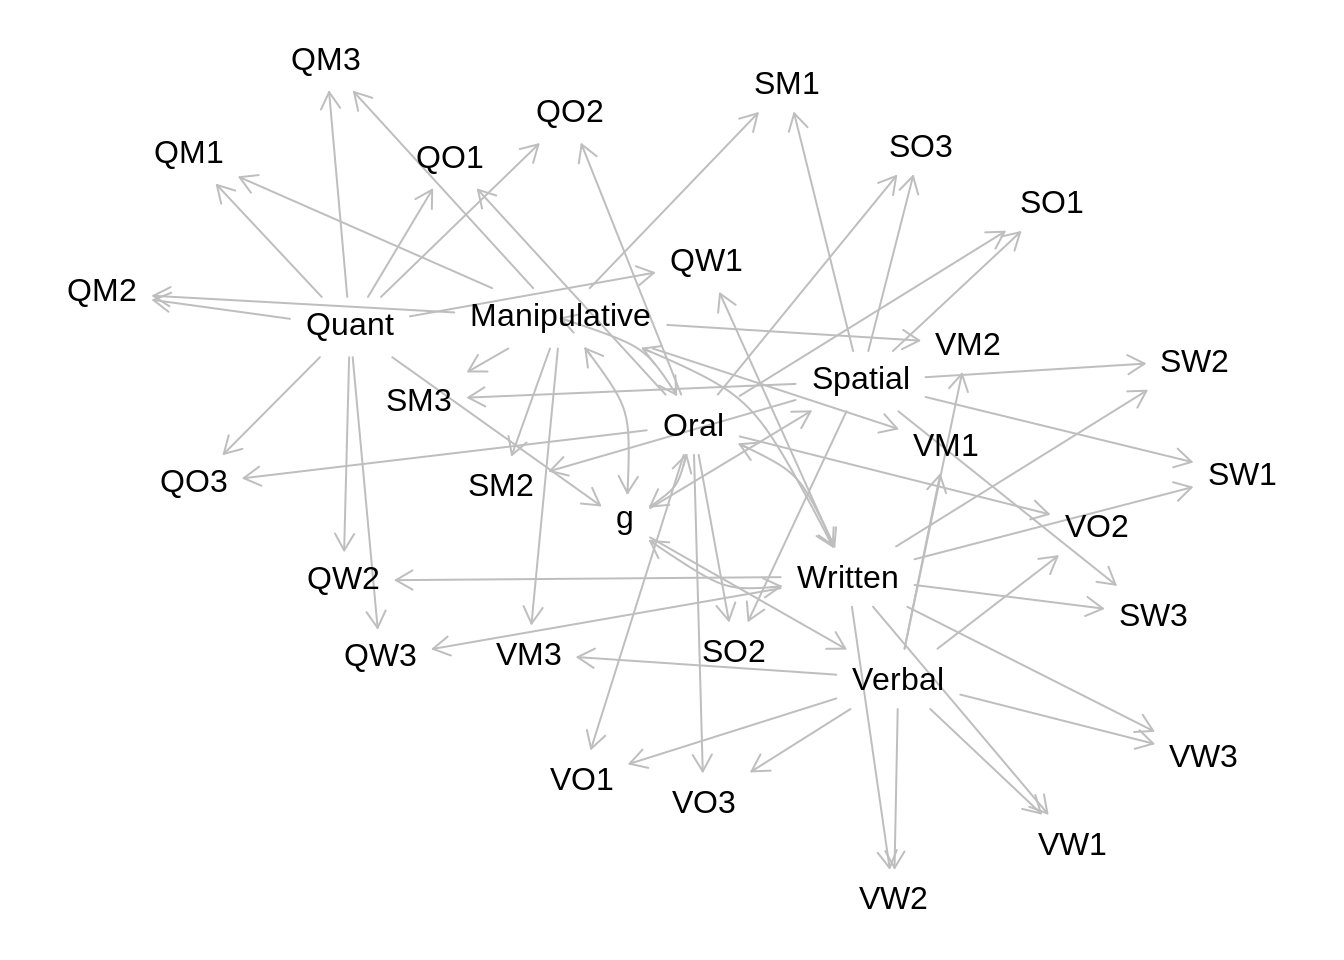 QM3
SM1
QO2
SO3
QM1
QO1
SO1
QW1
QM2
Manipulative
Quant
VM2
SW2
Spatial
SM3
Oral
VM1
SW1
QO3
SM2
g
VO2
Written
QW2
SW3
SO2
VM3
QW3
Verbal
VW3
VO1
VO3
VW1
VW2